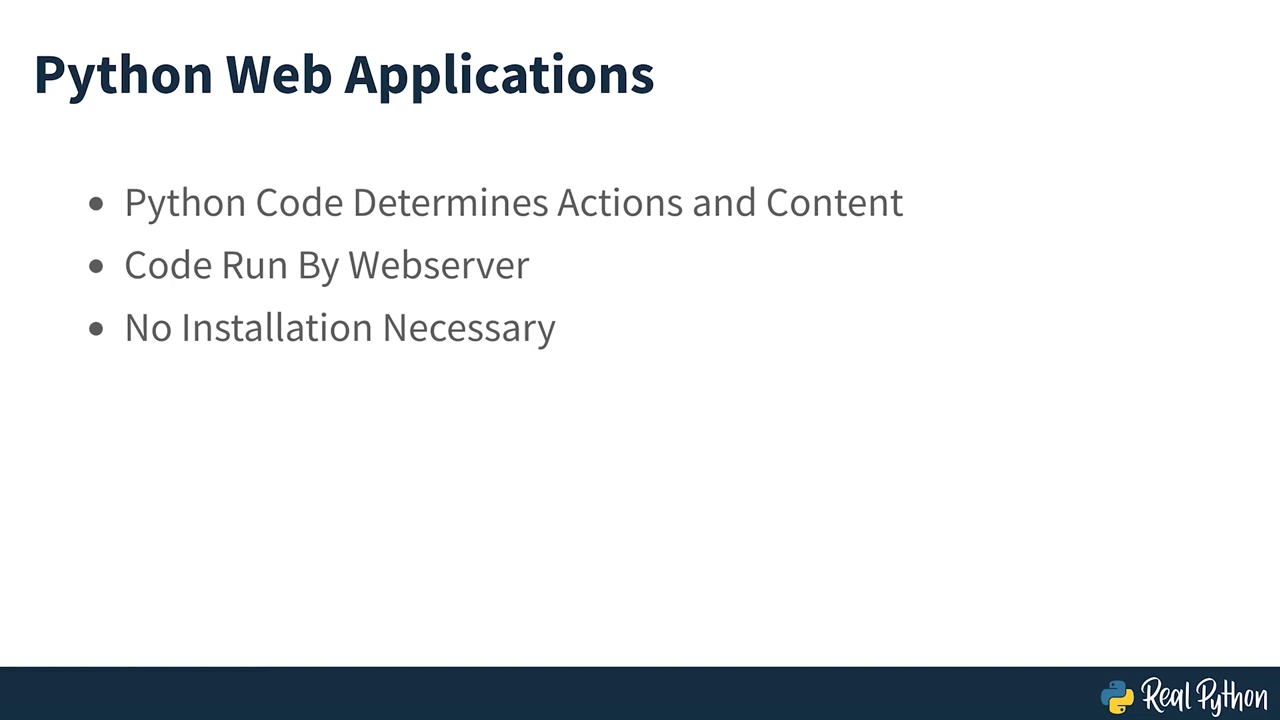 Python Web Applications
• Python Code Determines Actions and Content
• Code Run By Webserver
• No Installation Necessary
Real Python